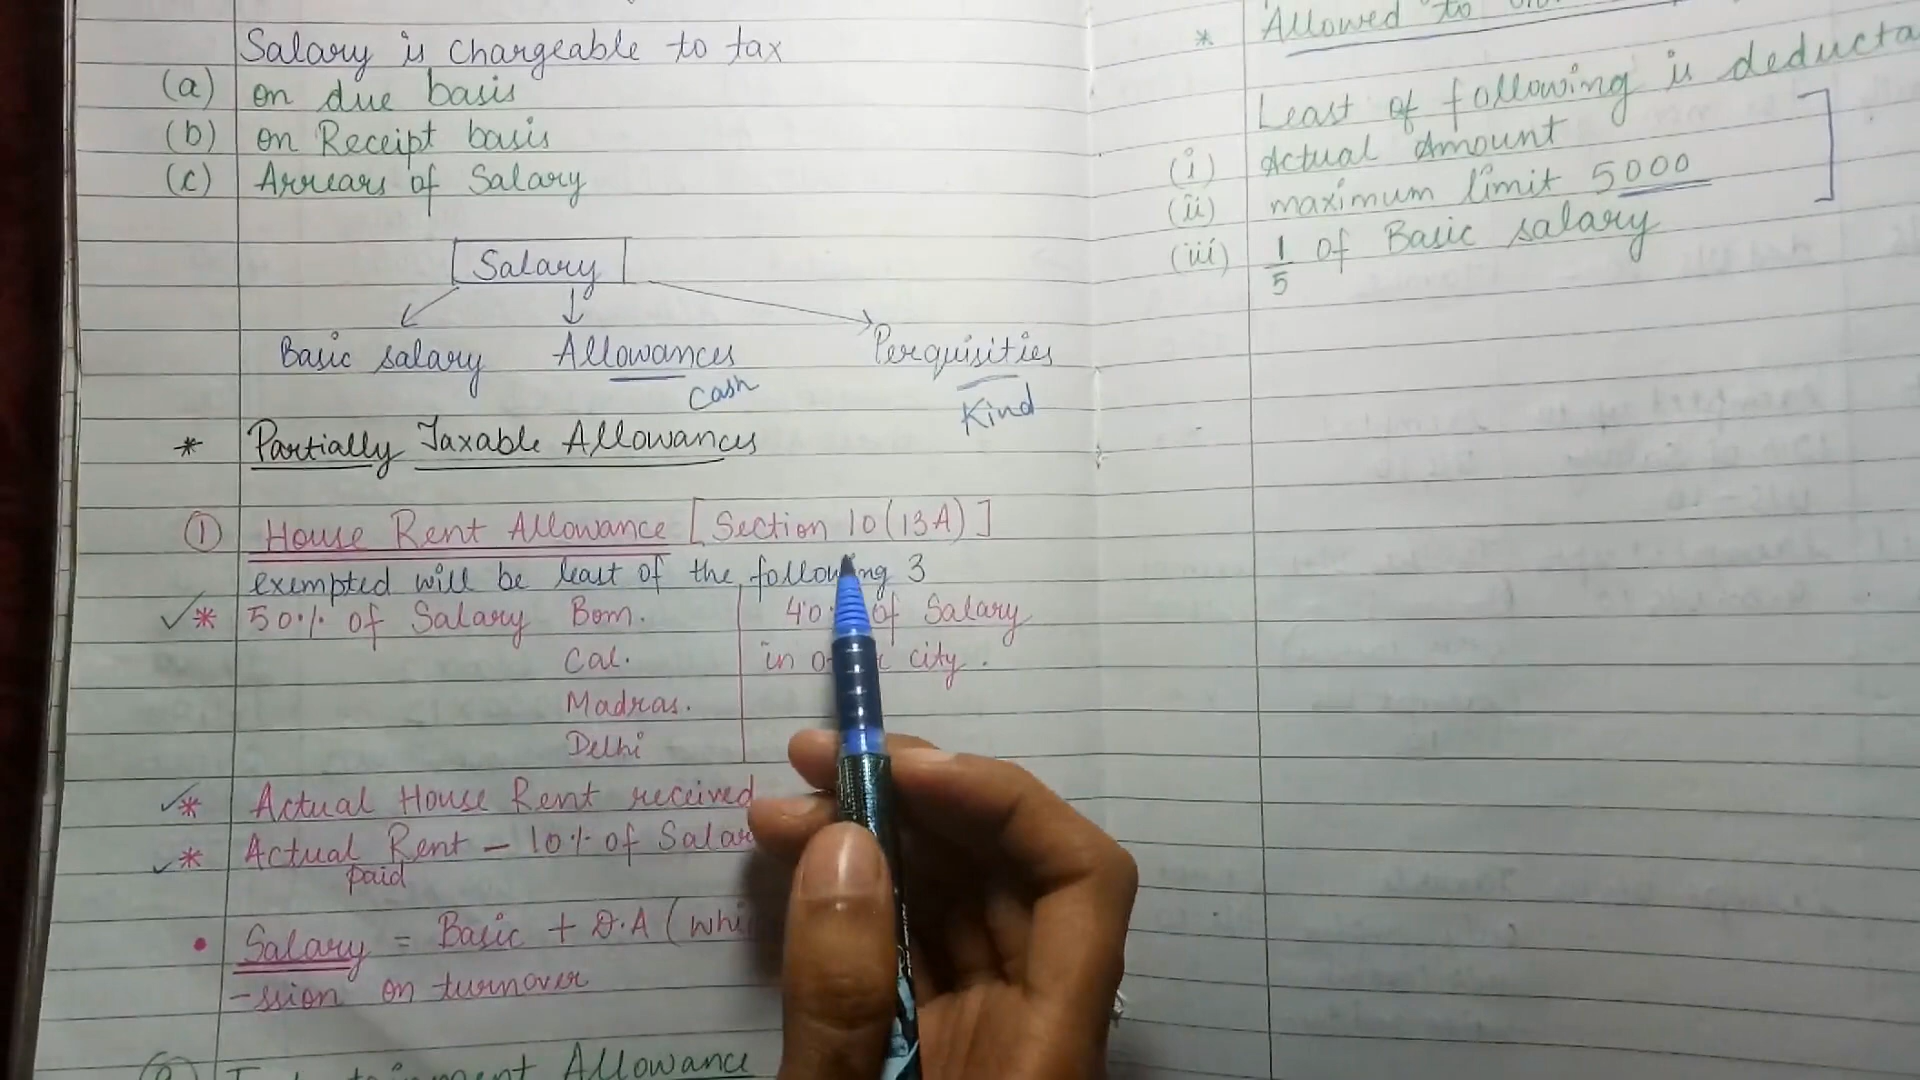 Salary is chargeable to tax
(a) on due basis
(b) on Receipt basis
(c) Arrears of Salary
Salary
Basic salary Allowances Perquisities
cash Kind
* Partially Taxable Allowances
① House Rent Allowance [Section 10(13A)]
exempted will be least of the following 3
* 50% of Salary Bom. 40% of Salary
Cal. in city.
Madras.
Delhi
* Actual House Rent received
* Actual Rent - 10% of
paid
• Salary = Basic + D.A (
-ssion on turnover
Allowance
* Allowed to
Least of following is
(i) Actual Amount
(ii) maximum limit 5000
(iii) 1/5 of Basic salary